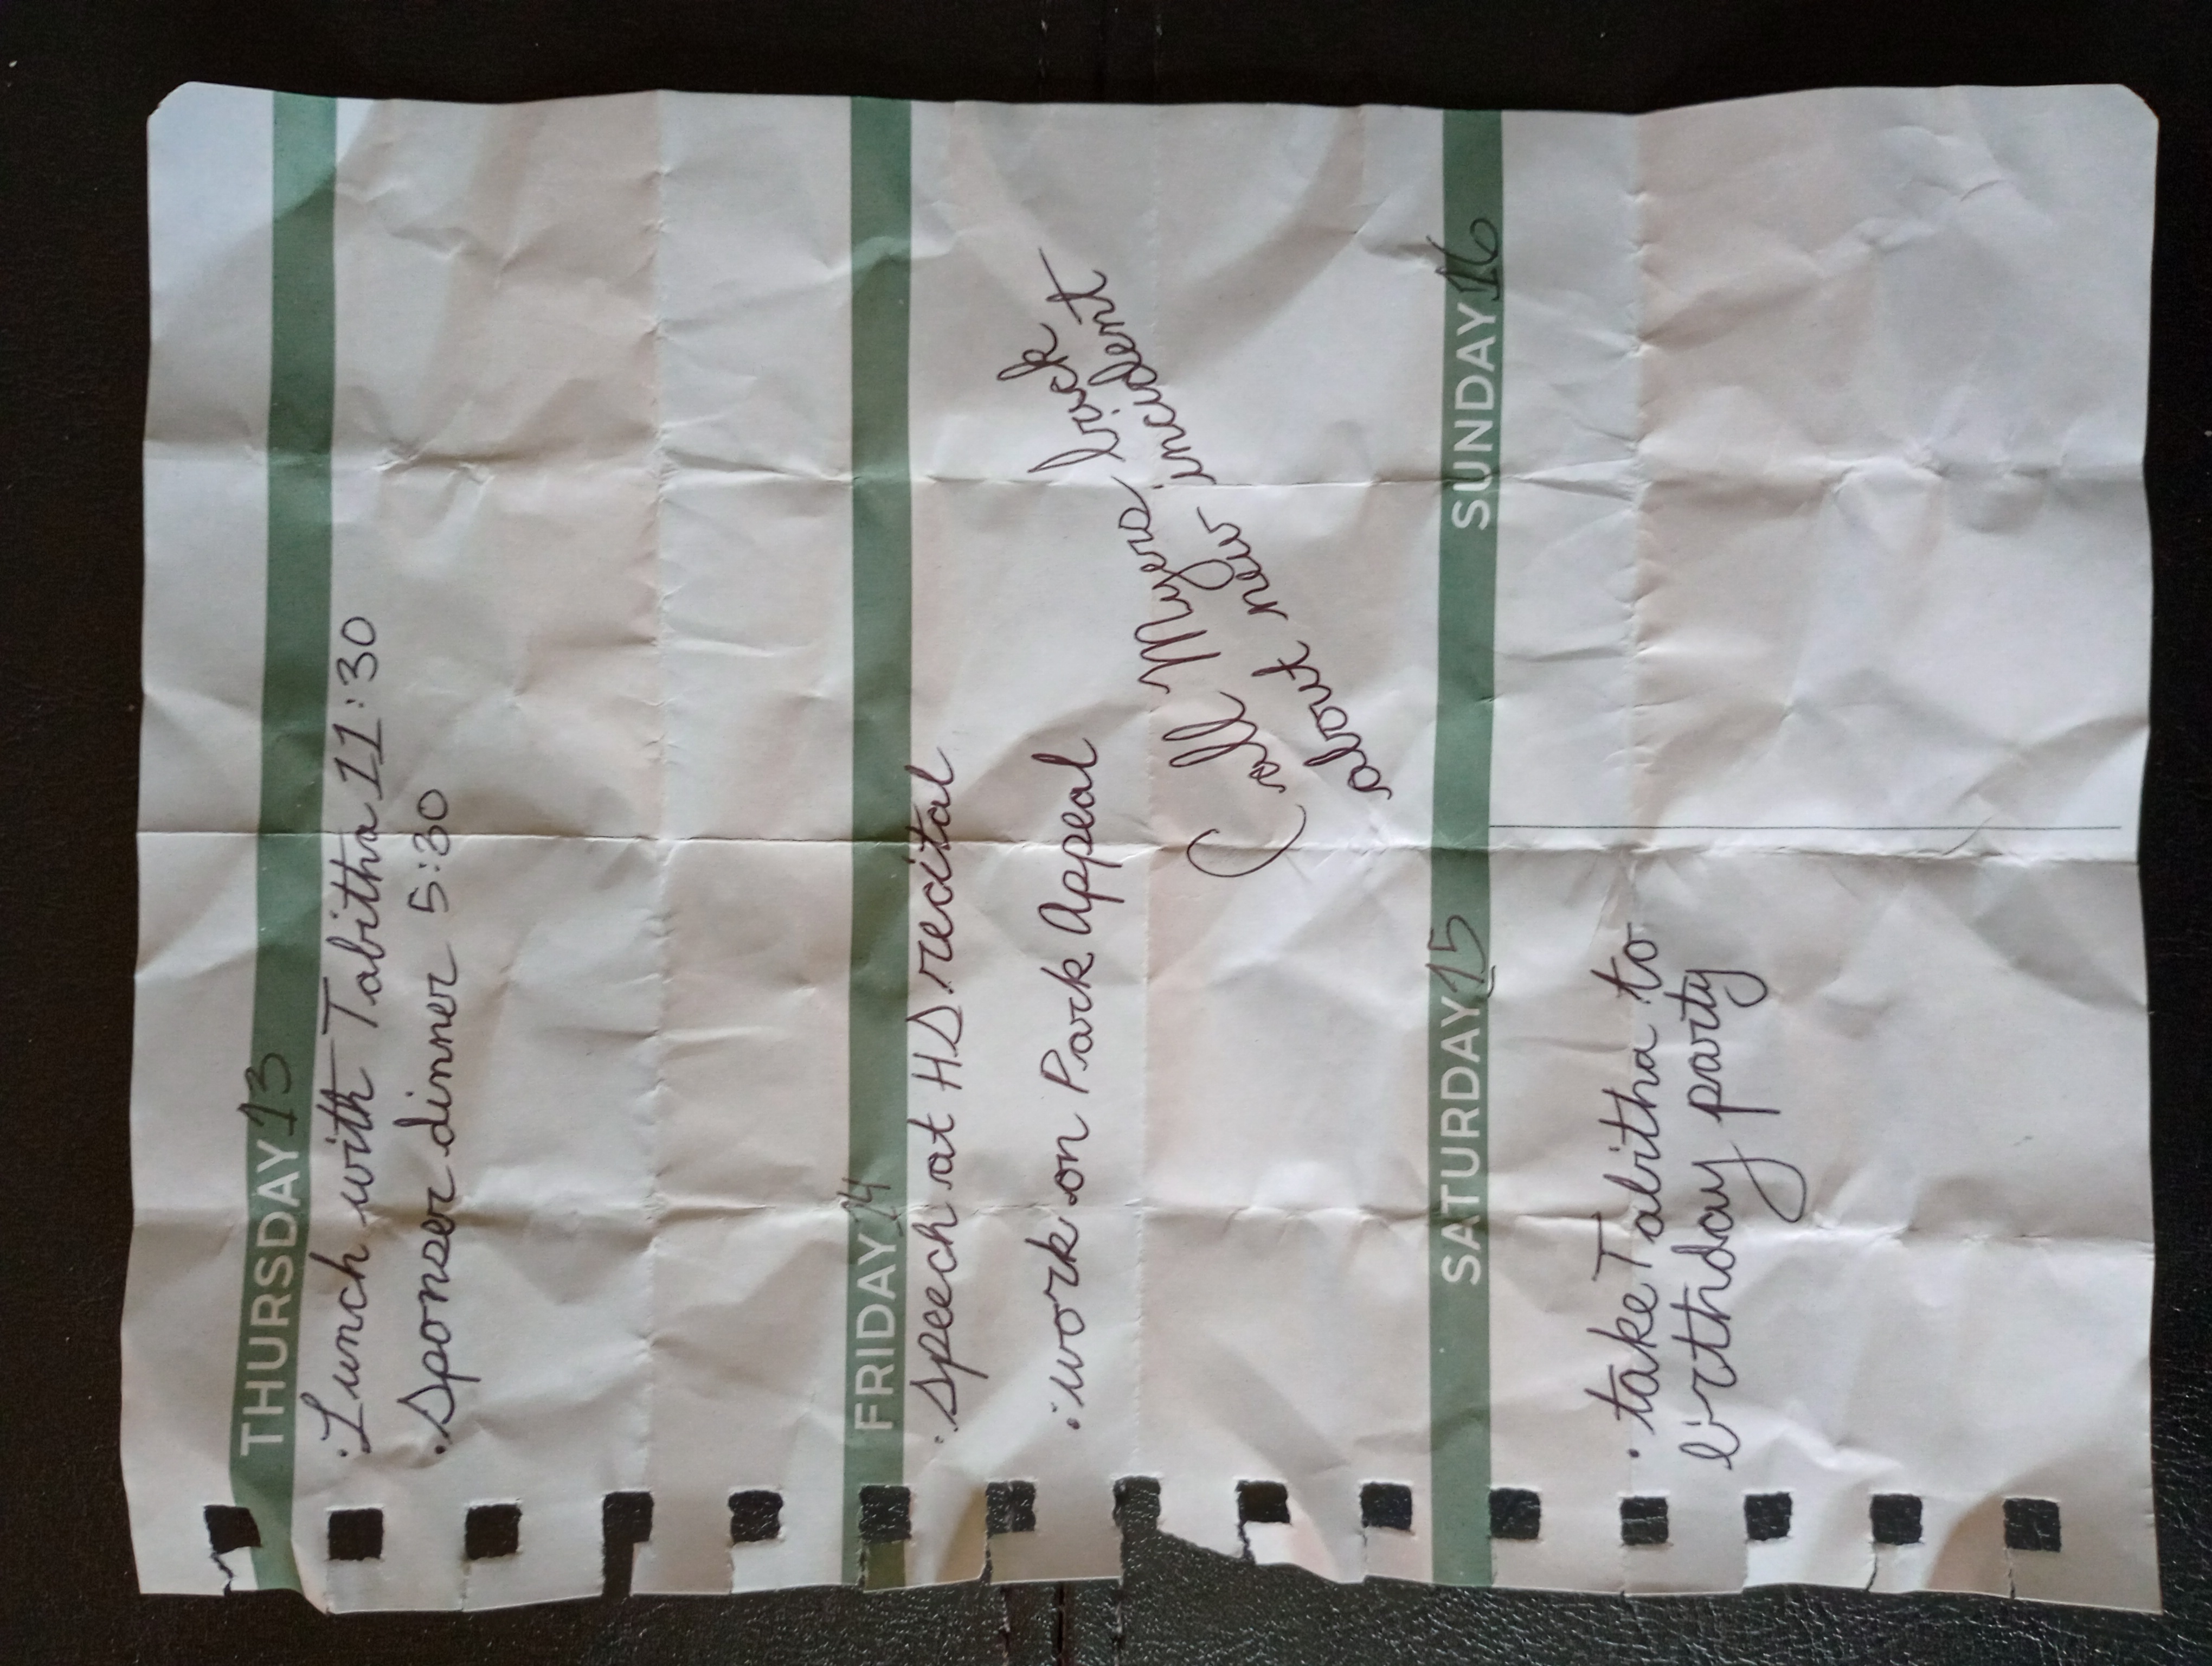 THURSDAY 13
· Lunch with Tabitha 11:30
· Sponser dinner 5:30
FRIDAY 14
· speech at HS recital
· work on Park Appeal
Call Myers back
about new incident
SATURDAY 15
· take Tabitha to
birthday party
SUNDAY 16